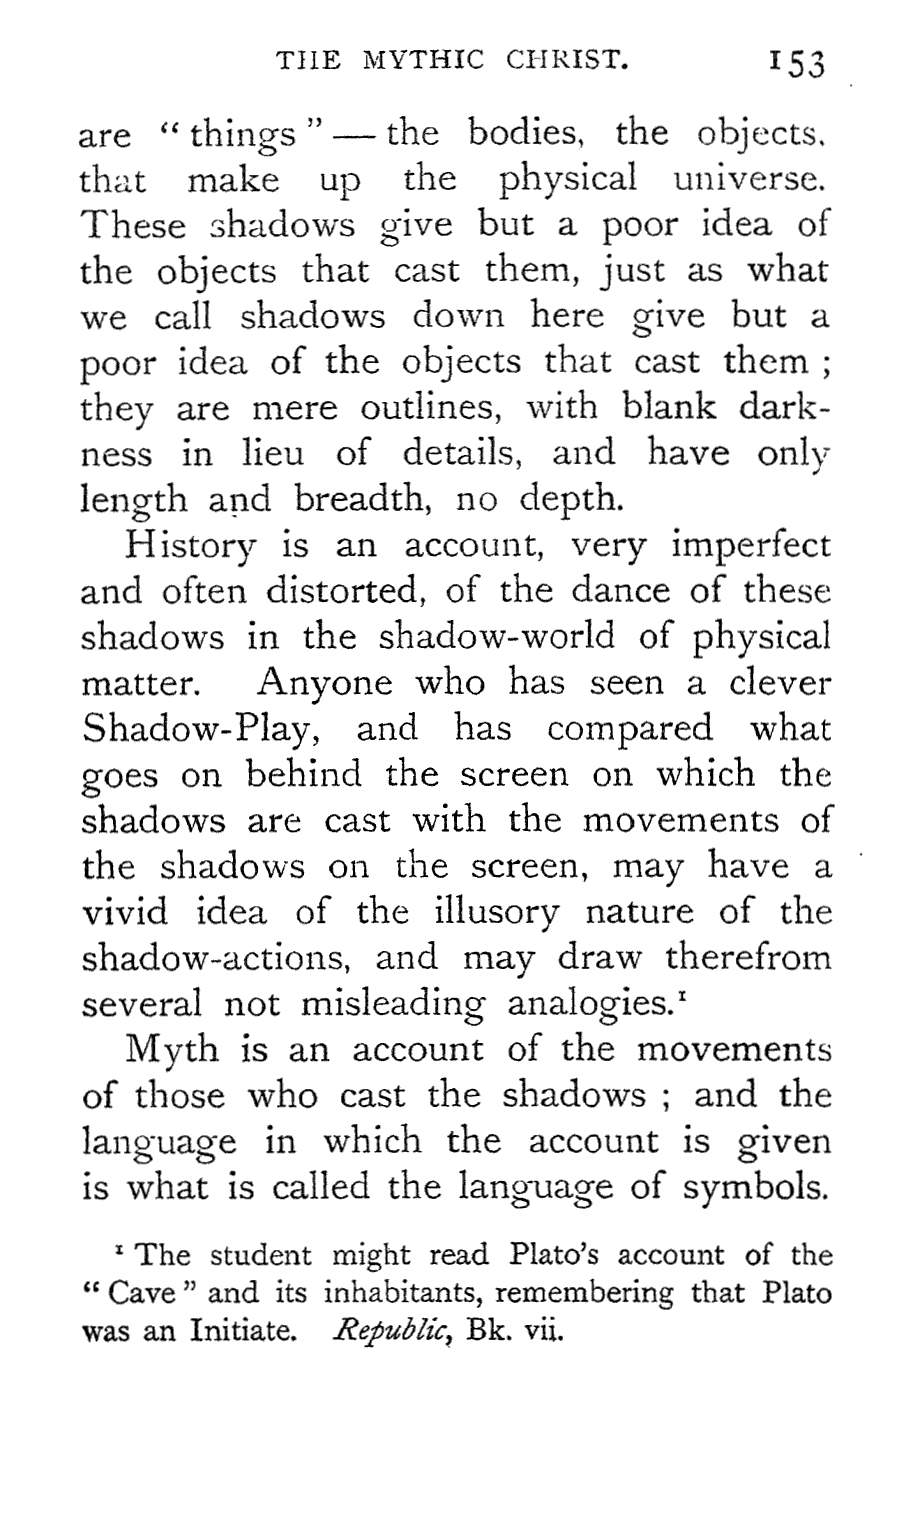 THE MYTHIC CHRIST. 153
are “ things ” — the bodies, the objects.
that make up the physical universe.
These shadows give but a poor idea of
the objects that cast them, just as what
we call shadows down here give but a
poor idea of the objects that cast them ;
they are mere outlines, with blank dark-
ness in lieu of details, and have only
length and breadth, no depth.
History is an account, very imperfect
and often distorted, of the dance of these
shadows in the shadow-world of physical
matter. Anyone who has seen a clever
Shadow-Play, and has compared what
goes on behind the screen on which the
shadows are cast with the movements of
the shadows on the screen, may have a
vivid idea of the illusory nature of the
shadow-actions, and may draw therefrom
several not misleading analogies.¹
Myth is an account of the movements
of those who cast the shadows ; and the
language in which the account is given
is what is called the language of symbols.
¹ The student might read Plato’s account of the
“ Cave ” and its inhabitants, remembering that Plato
was an Initiate. Republic, Bk. vii.